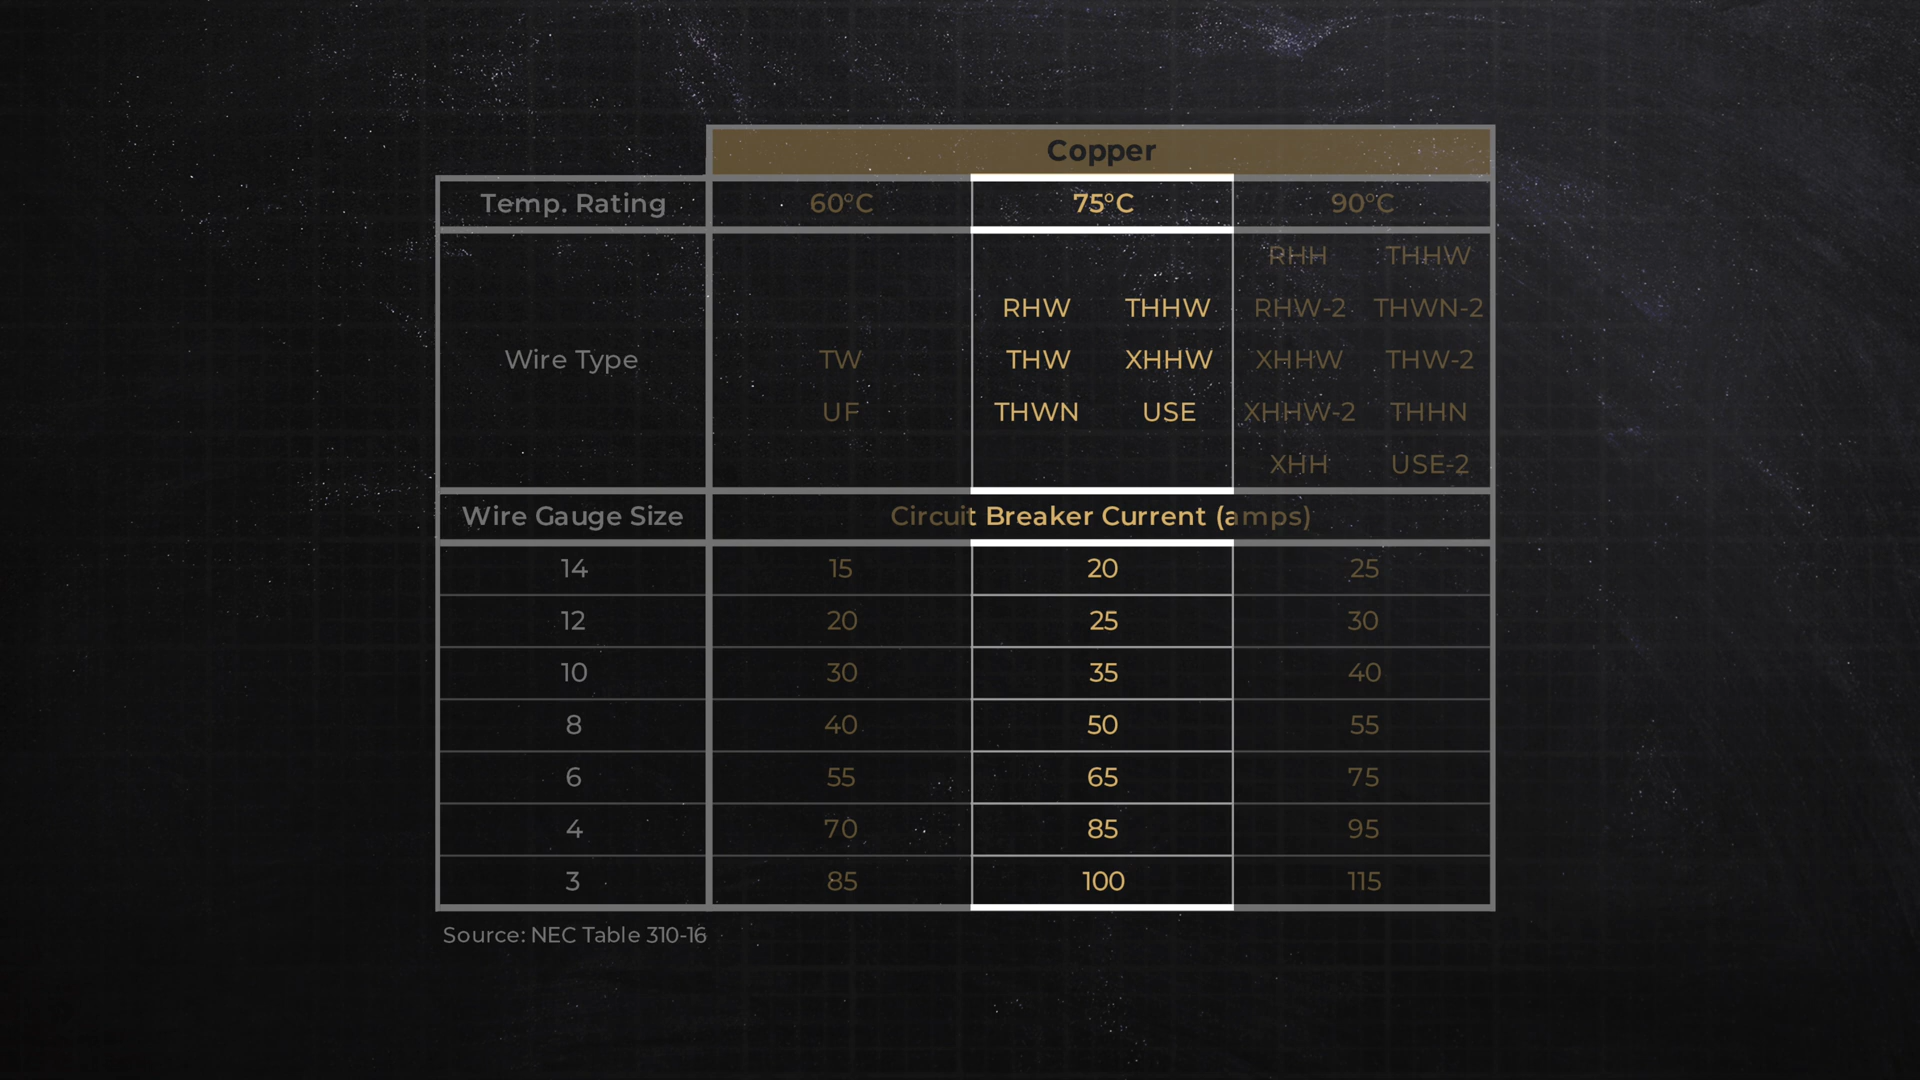 Copper
Temp. Rating 60°C 75°C 90°C
RHH THHW
RHW THHW RHW-2 THWN-2
Wire Type TW THW XHHW XHHW THW-2
UF THWN USE XHHW-2 THHN
XHH USE-2
Wire Gauge Size Circuit Breaker Current (amps)
14 15 20 25
12 20 25 30
10 30 35 40
8 40 50 55
6 55 65 75
4 70 85 95
3 85 100 115
Source: NEC Table 310-16